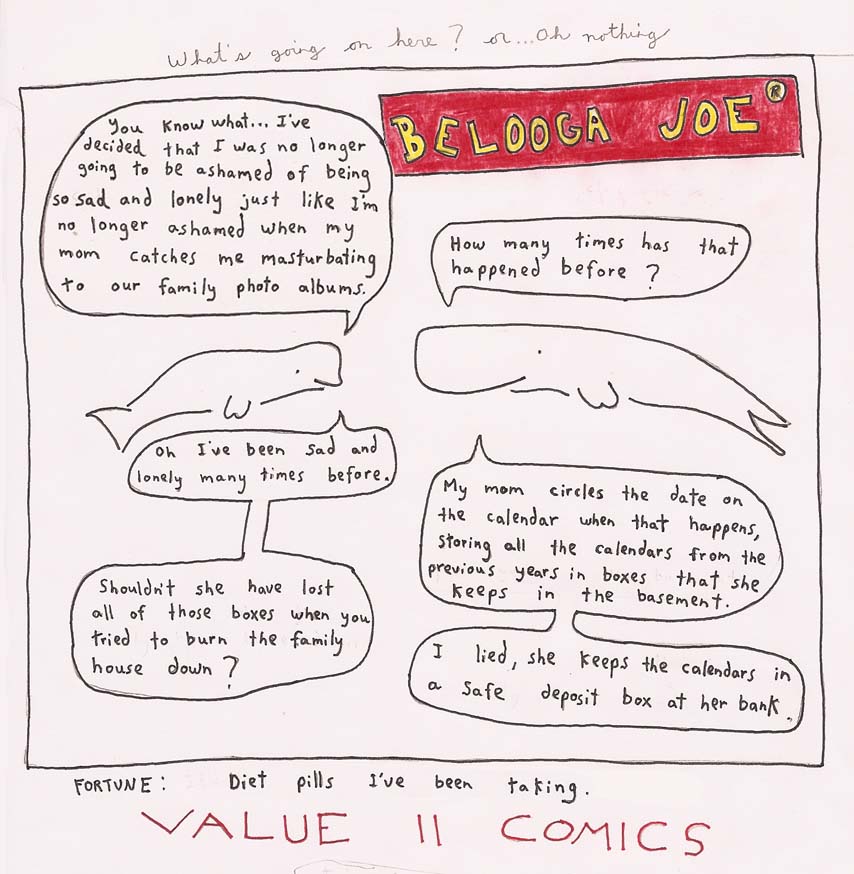 What's going on here? or...Oh nothing
BELOOGA JOE ®
You know what... I've
decided that I was no longer
going to be ashamed of being
so sad and lonely just like I'm
no longer ashamed when my
mom catches me masturbating
to our family photo albums.
How many times has that
happened before?
Oh I've been sad and
lonely many times before.
My mom circles the date on
the calendar when that happens,
storing all the calendars from the
previous years in boxes that she
keeps in the basement.
Shouldn't she have lost
all of those boxes when you
tried to burn the family
house down?
I lied, she keeps the calendars in
a safe deposit box at her bank.
FORTUNE: Diet pills I've been taking.
VALUE II COMICS